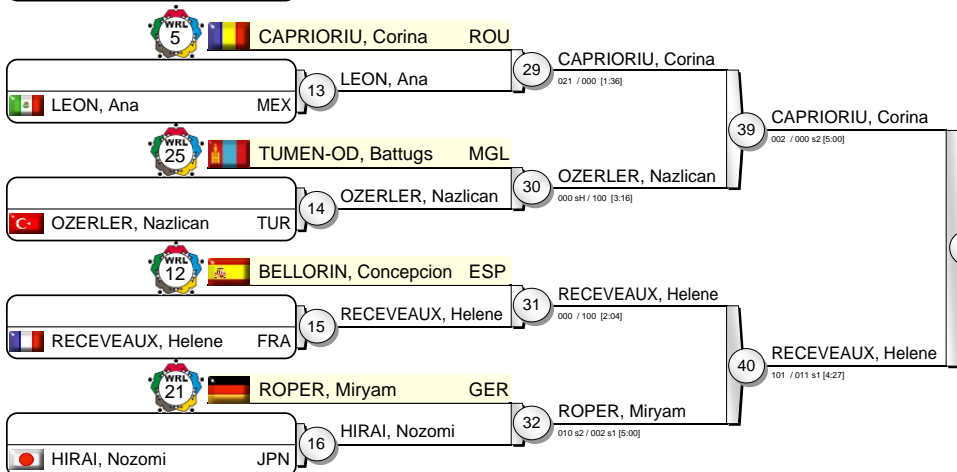 WRL
5
CAPRIORIU, Corina ROU
LEON, Ana MEX
13
LEON, Ana
29
CAPRIORIU, Corina
021 / 000 [1:36]
WRL
25
TUMEN-OD, Battugs MGL
OZERLER, Nazlican TUR
14
OZERLER, Nazlican
30
OZERLER, Nazlican
000 sH / 100 [3:16]
39
CAPRIORIU, Corina
002 / 000 s2 [5:00]
WRL
12
BELLORIN, Concepcion ESP
RECEVEAUX, Helene FRA
15
RECEVEAUX, Helene
31
RECEVEAUX, Helene
000 / 100 [2:04]
WRL
21
ROPER, Miryam GER
HIRAI, Nozomi JPN
16
HIRAI, Nozomi
32
ROPER, Miryam
010 s2 / 002 s1 [5:00]
40
RECEVEAUX, Helene
101 / 011 s1 [4:27]